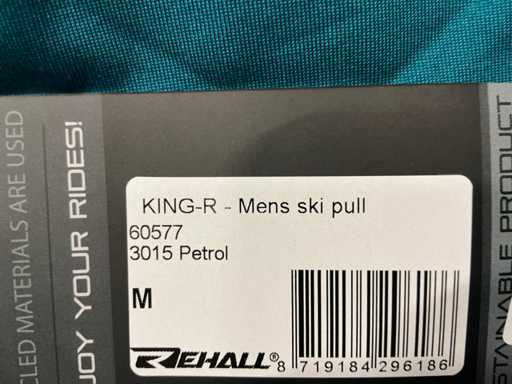 CLED MATERIALS ARE USED
JOY YOUR RIDES!
KING-R - Mens ski pull
60577
3015 Petrol
M
REHALL®
8 719184 296186
STAINABLE PRODUCT